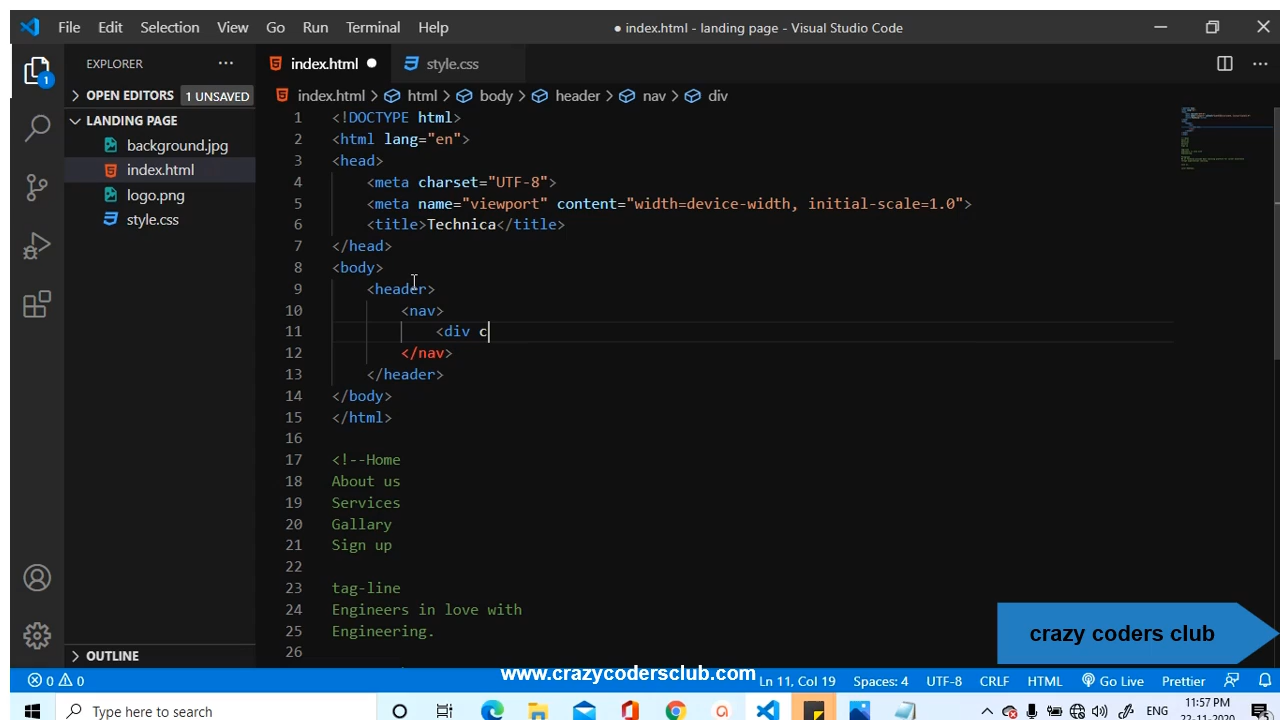 File Edit Selection View Go Run Terminal Help
● index.html - landing page - Visual Studio Code
EXPLORER
index.html ●
style.css
1
OPEN EDITORS 1 UNSAVED
LANDING PAGE
background.jpg
index.html
logo.png
style.css
OUTLINE
index.html > html > body > header > nav > div
1 <!DOCTYPE html>
2 <html lang="en">
3 <head>
4 <meta charset="UTF-8">
5 <meta name="viewport" content="width=device-width, initial-scale=1.0">
6 <title>Technica</title>
7 </head>
8 <body>
9 <header>
10 <nav>
11 <div c
12 </nav>
13 </header>
14 </body>
15 </html>
16
17 <!--Home
18 About us
19 Services
20 Gallary
21 Sign up
22
23 tag-line
24 Engineers in love with
25 Engineering.
26
crazy coders club
www.crazycodersclub.com
0 0 Ln 11, Col 19 Spaces: 4 UTF-8 CRLF HTML Go Live Prettier
Type here to search
ENG
11:57 PM